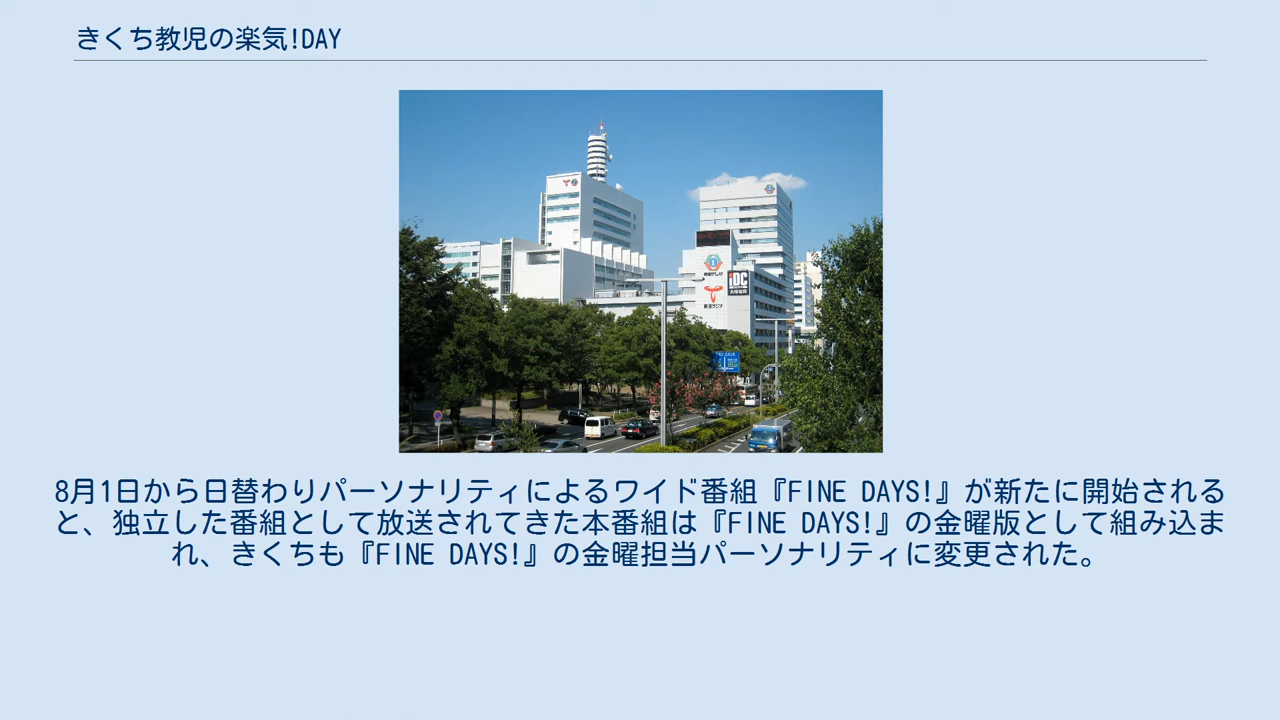 きくち教児の楽気!DAY
iDC
8月1日から日替わりパーソナリティによるワイド番組『FINE DAYS!』が新たに開始される
と、独立した番組として放送されてきた本番組は『FINE DAYS!』の金曜版として組み込ま
れ、きくちも『FINE DAYS!』の金曜担当パーソナリティに変更された。